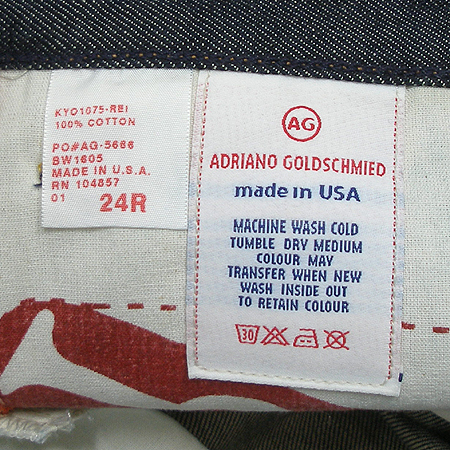 KYO1075-REI
100% COTTON
PO#AG-5666
BW1605
MADE IN U.S.A.
RN 104857
01 24R
AG
ADRIANO GOLDSCHMIED
made in USA
MACHINE WASH COLD
TUMBLE DRY MEDIUM
COLOUR MAY
TRANSFER WHEN NEW
WASH INSIDE OUT
TO RETAIN COLOUR
30